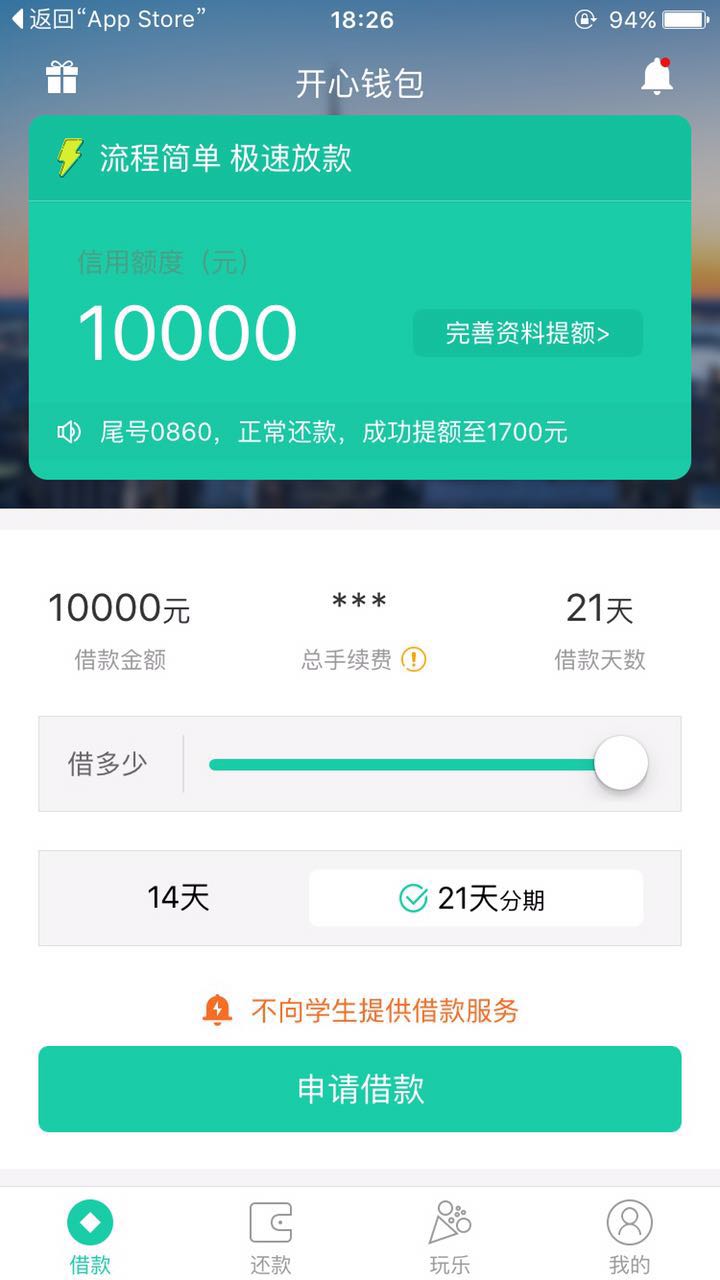 返回“App Store”
18:26
94%
开心钱包
流程简单 极速放款
信用额度（元）
10000
完善资料提额>
尾号0860，正常还款，成功提额至1700元
10000元
***
21天
借款金额
总手续费
借款天数
借多少
14天
21天分期
不向学生提供借款服务
申请借款
借款
还款
玩乐
我的